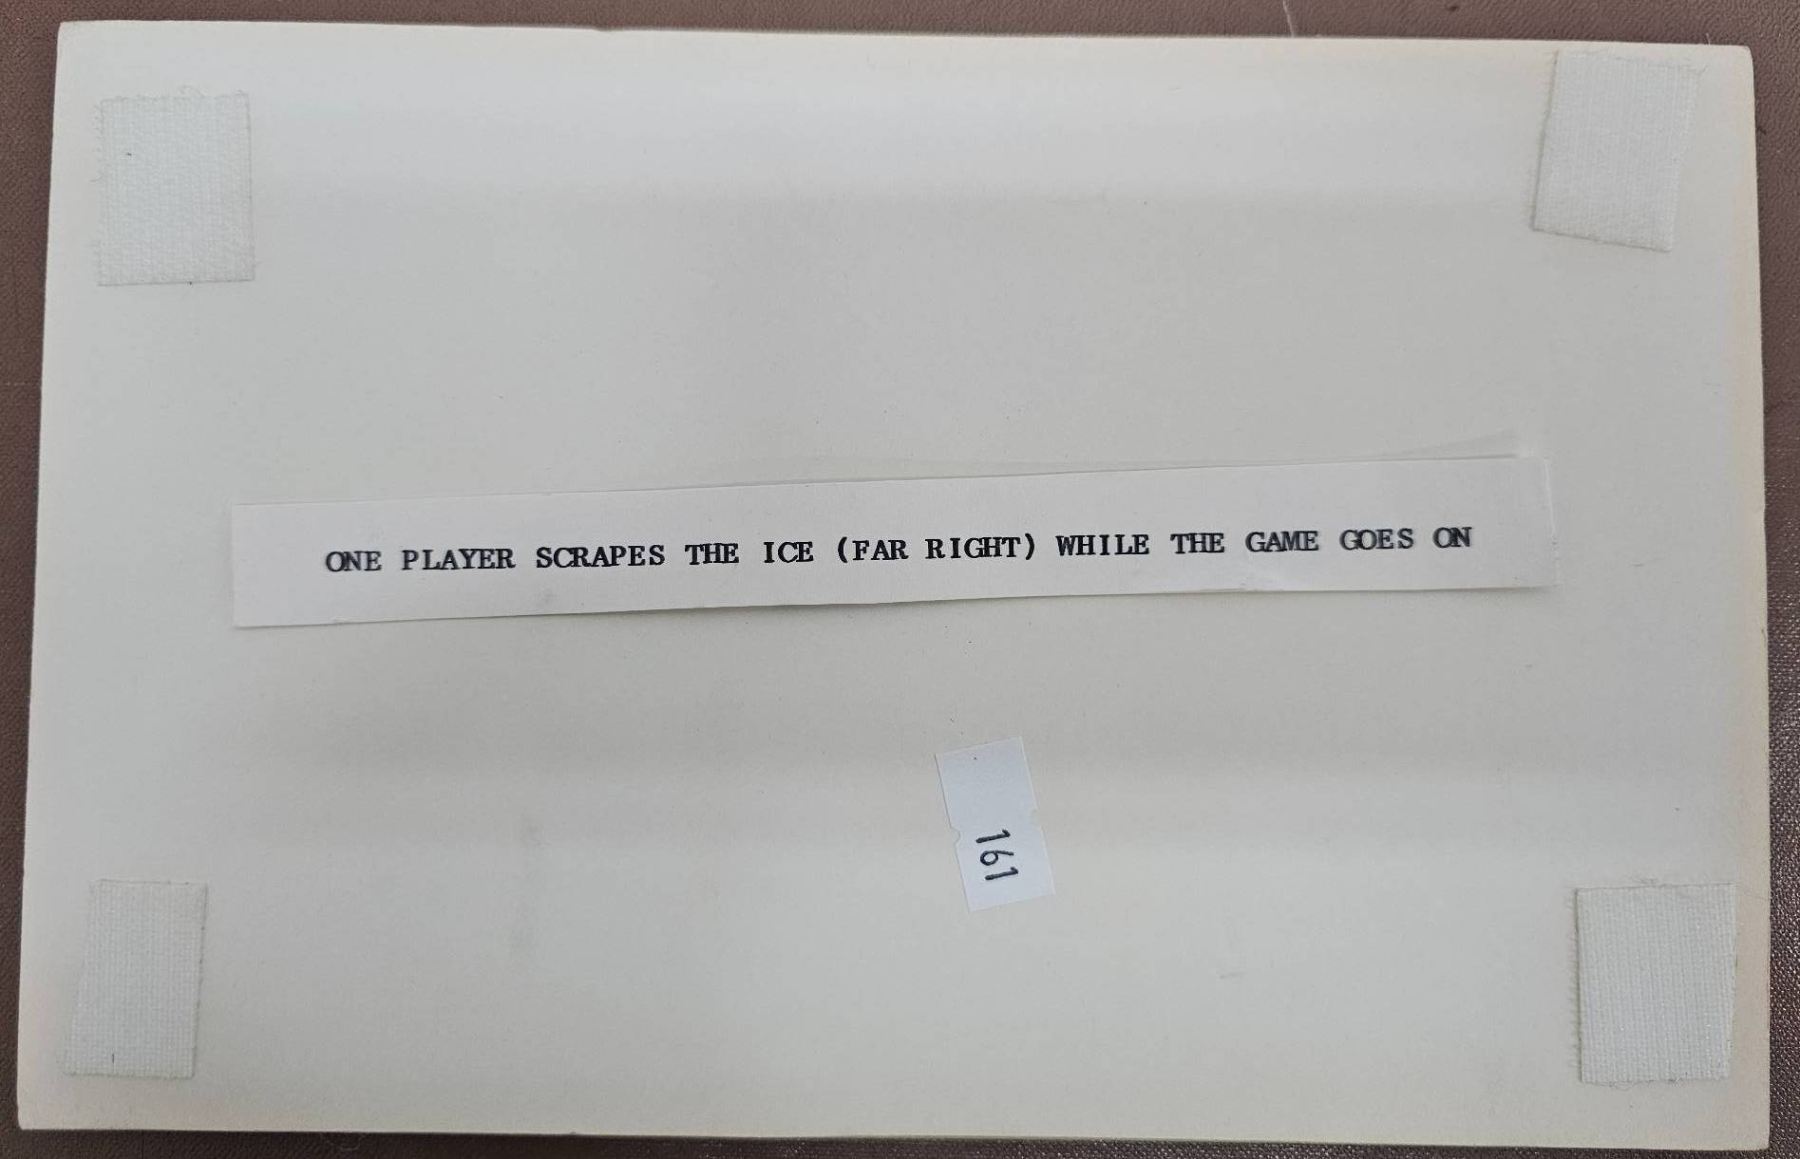 ONE PLAYER SCRAPES THE ICE (FAR RIGHT) WHILE THE GAME GOES ON
161